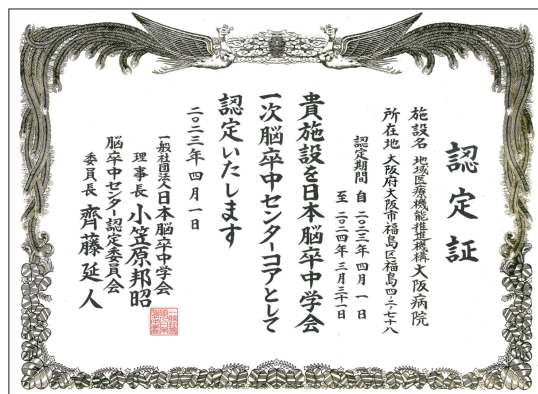 認定証
施設名 地域医療機能推進機構 大阪病院
所在地 大阪府大阪市福島区福島四-二-七十八
認定期間 自 二〇二三年 四月 一日
至 二〇二四年 三月三十一日
貴施設を日本脳卒中学会
一次脳卒中センターコアとして
認定いたします
二〇二三年 四月 一日
一般社団法人 日本脳卒中学会
理事長 小笠原邦昭
脳卒中センター認定委員会
委員長 齊藤延人